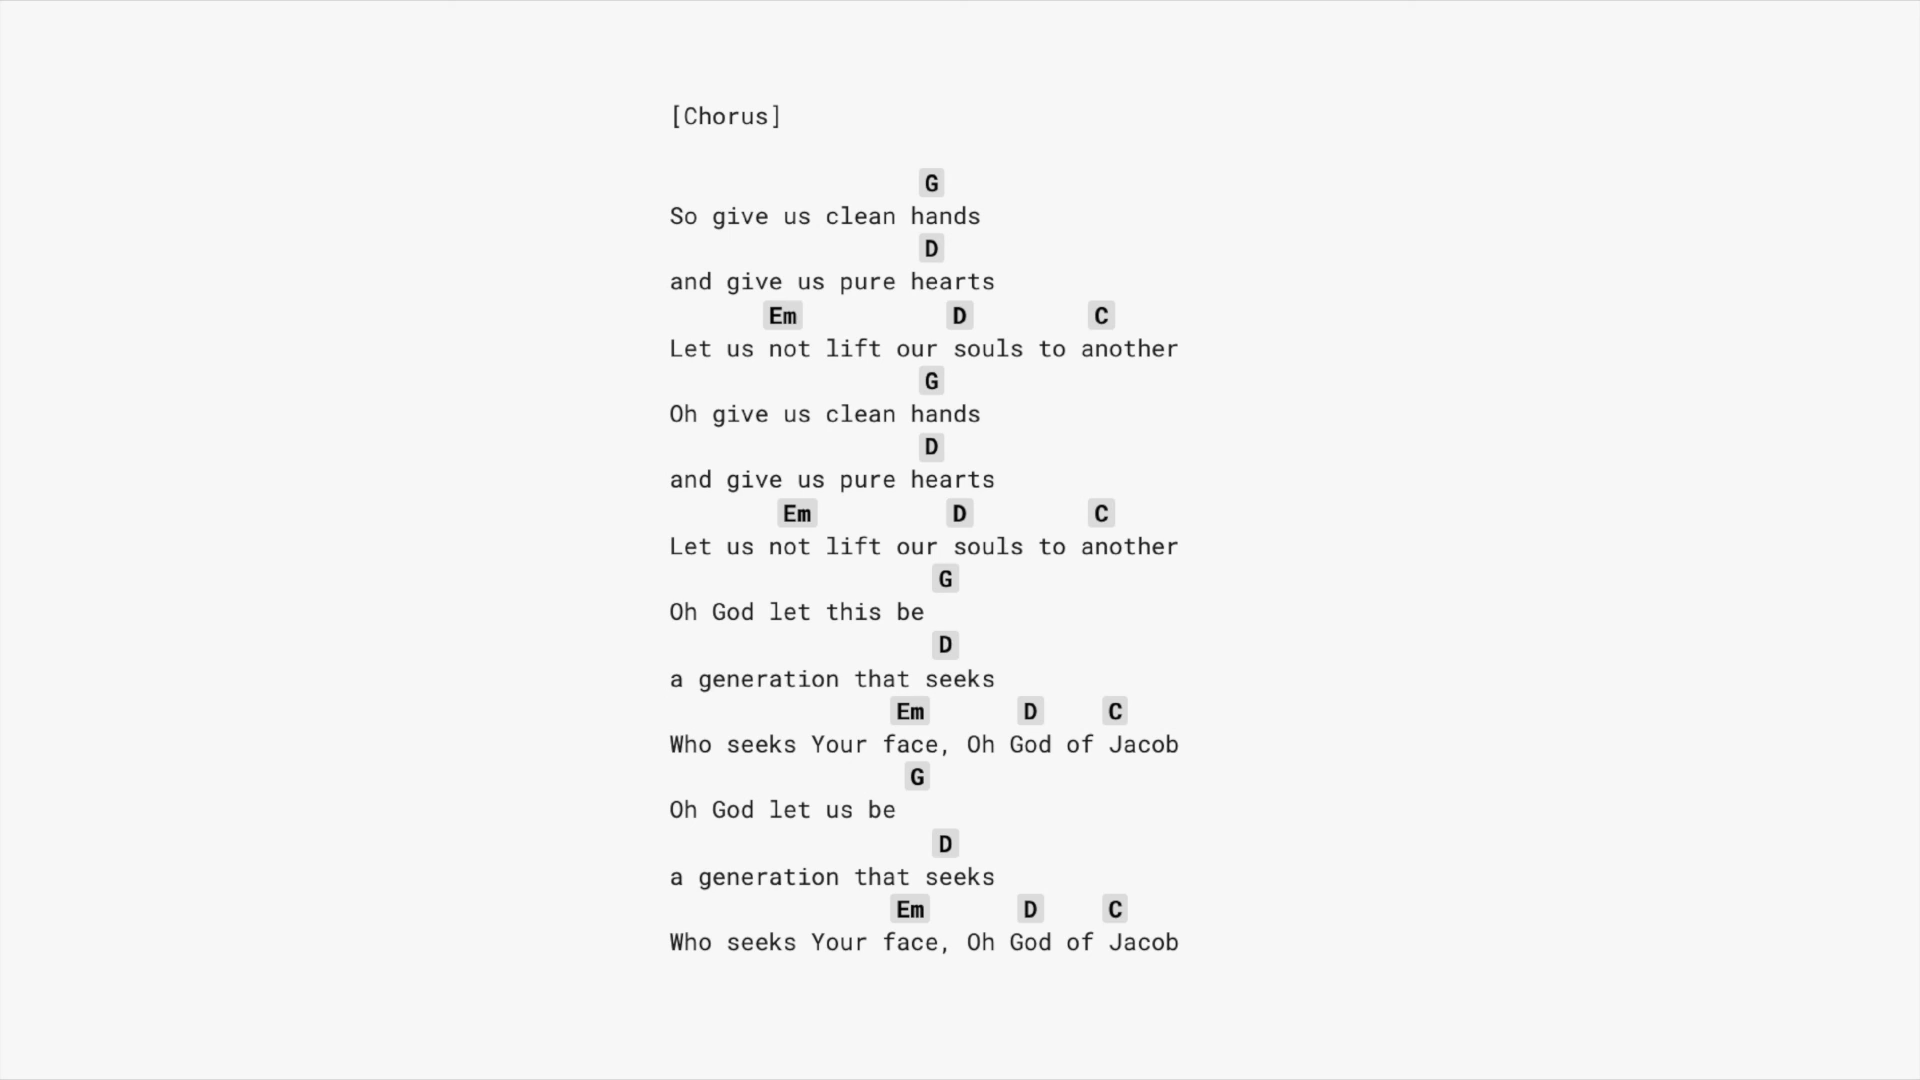 [Chorus]
G
So give us clean hands
D
and give us pure hearts
Em D C
Let us not lift our souls to another
G
Oh give us clean hands
D
and give us pure hearts
Em D C
Let us not lift our souls to another
G
Oh God let this be
D
a generation that seeks
Em D C
Who seeks Your face, Oh God of Jacob
G
Oh God let us be
D
a generation that seeks
Em D C
Who seeks Your face, Oh God of Jacob